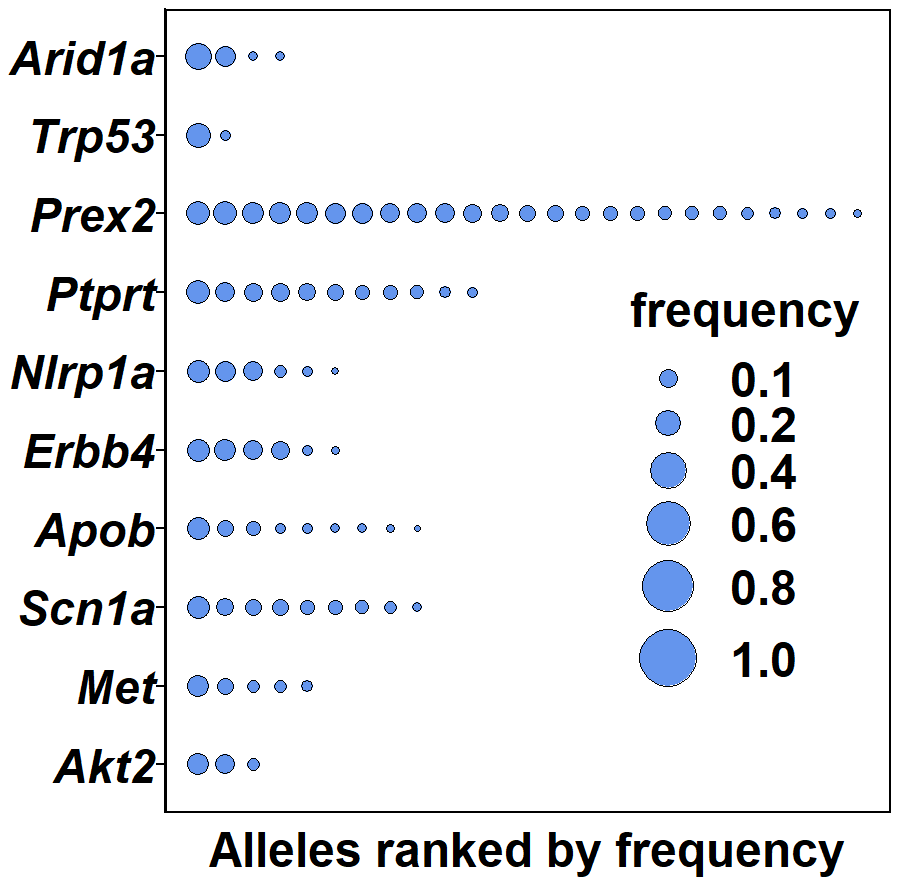 Arid1a
Trp53
Prex2
Ptprt
Nlrp1a
Erbb4
Apob
Scn1a
Met
Akt2
frequency
0.1
0.2
0.4
0.6
0.8
1.0
Alleles ranked by frequency